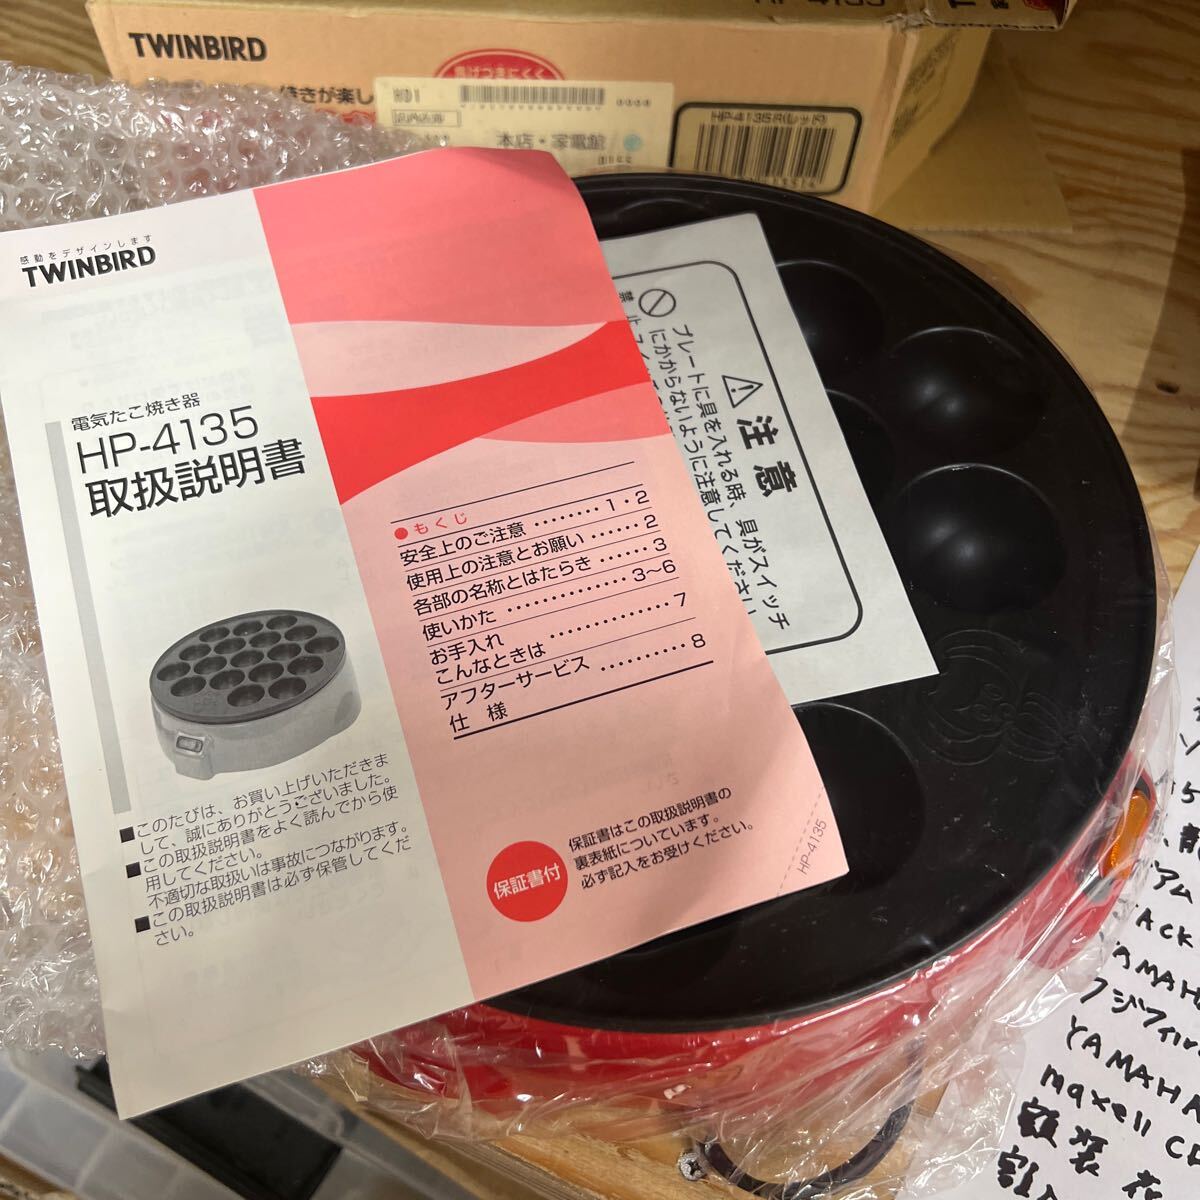 TWINBIRD
焼きが楽し
本店・家電館
感動をデザインします
TWINBIRD
電気たこ焼き器
HP-4135
取扱説明書
●もくじ
安全上のご注意 ········· 1・2
使用上の注意とお願い ······ 2
各部の名称とはたらき ······ 3
使いかた ·············· 3～6
お手入れ
こんなときは ·············· 7
アフターサービス ·········· 8
仕 様
■このたびは、お買い上げいただきま
して、誠にありがとうございました。
■この取扱説明書をよく読んでから使
用してください。
不適切な取扱いは事故につながります。
■この取扱説明書は必ず保管してくだ
さい。
保証書付
保証書はこの取扱説明書の
裏表紙についています。
必ず記入をお受けください。
HP-4135
⚠注意
プレートに具を入れる時、具がスイッチ
にかからないように注意してください
禁止
アム
ACK
YAMAH
フジフィル
YAMAHA
maxell
額装